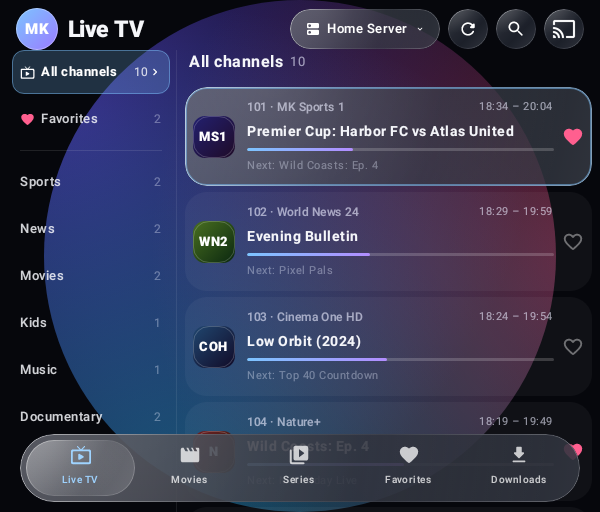 MK Live TV
Home Server
All channels 10
Favorites 2
Sports 2
News 2
Movies 2
Kids 1
Music 1
Documentary 2
All channels 10
101 · MK Sports 1 18:34 – 20:04
MS1
Premier Cup: Harbor FC vs Atlas United
Next: Wild Coasts: Ep. 4
102 · World News 24 18:29 – 19:59
WN2
Evening Bulletin
Next: Pixel Pals
103 · Cinema One HD 18:24 – 19:54
COH
Low Orbit (2024)
Next: Top 40 Countdown
104 · Nature+ 18:19 – 19:49
N
Wild Coasts: Ep. 4
Live TV
Movies
Series
Favorites
Downloads